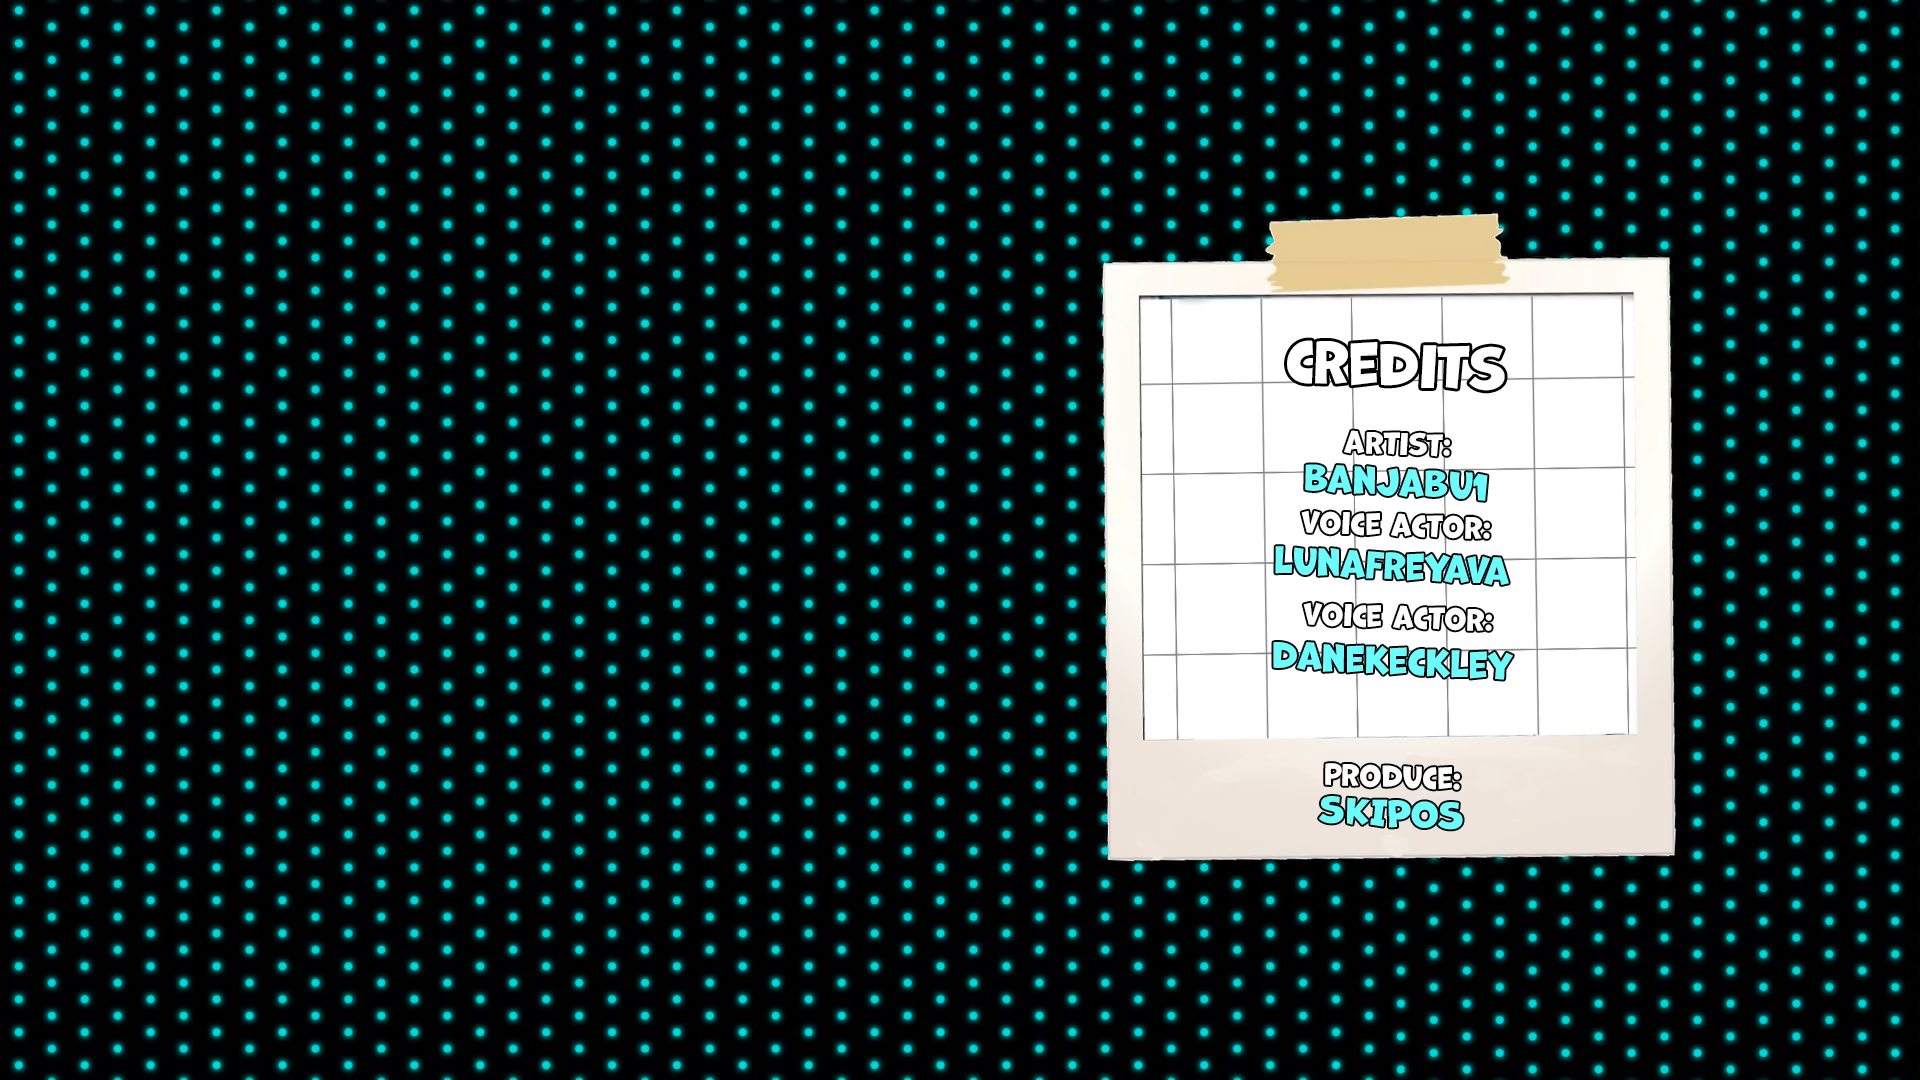 CREDITS
ARTIST:
BANJABU1
VOICE ACTOR:
LUNAFREYAVA
VOICE ACTOR:
DANEKECKLEY
PRODUCE:
SKIPOS